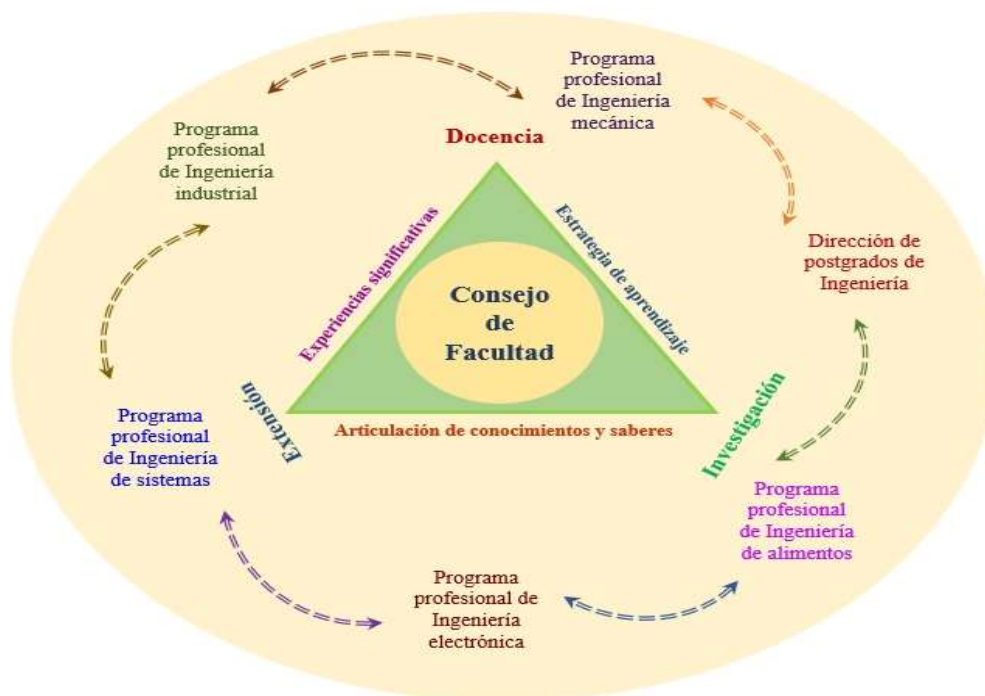 Programa
profesional
de Ingeniería
mecánica
Programa
profesional
de Ingeniería
industrial
Docencia
Experiencias significativas
Estrategia de aprendizaje
Dirección de
postgrados de
Ingeniería
Consejo
de
Facultad
Extensión
Articulación de conocimientos y saberes
Investigación
Programa
profesional
de Ingeniería
de sistemas
Programa
profesional
de Ingeniería
de alimentos
Programa
profesional de
Ingeniería
electrónica